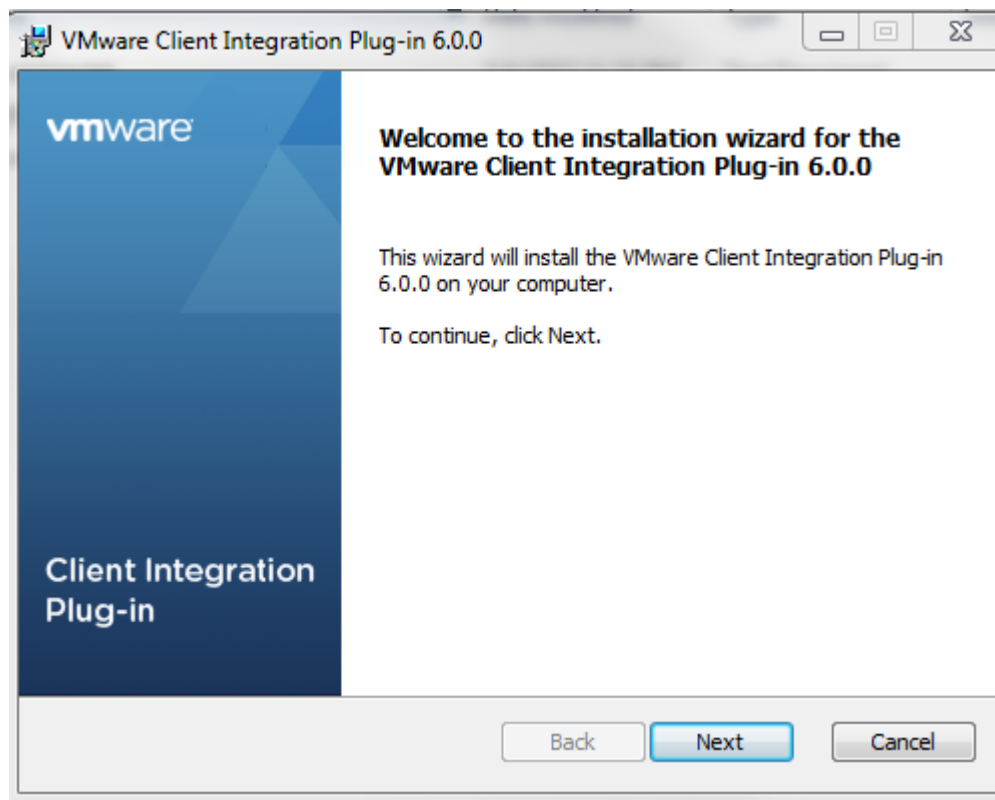 VMware Client Integration Plug-in 6.0.0
vmware
Welcome to the installation wizard for the
VMware Client Integration Plug-in 6.0.0
This wizard will install the VMware Client Integration Plug-in
6.0.0 on your computer.
To continue, click Next.
Client Integration
Plug-in
Back
Next
Cancel